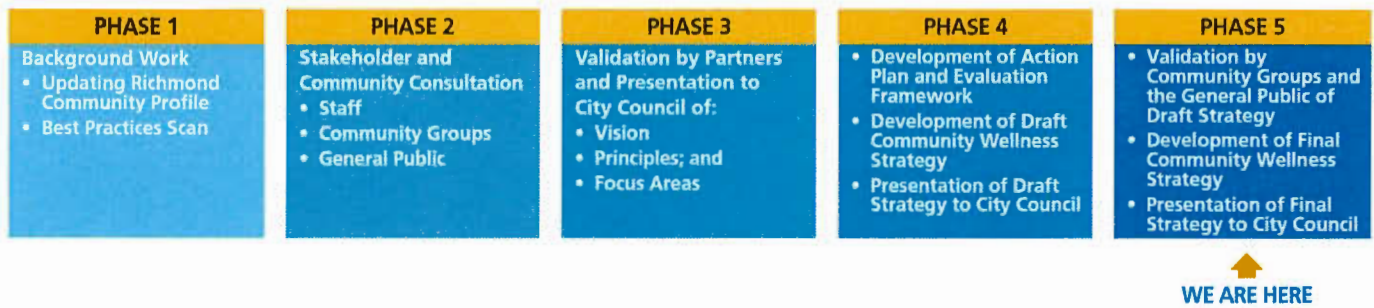 PHASE 1
Background Work
• Updating Richmond
Community Profile
• Best Practices Scan
PHASE 2
Stakeholder and
Community Consultation
• Staff
• Community Groups
• General Public
PHASE 3
Validation by Partners
and Presentation to
City Council of:
• Vision
• Principles; and
• Focus Areas
PHASE 4
• Development of Action
Plan and Evaluation
Framework
• Development of Draft
Community Wellness
Strategy
• Presentation of Draft
Strategy to City Council
PHASE 5
• Validation by
Community Groups and
the General Public of
Draft Strategy
• Development of Final
Community Wellness
Strategy
• Presentation of Final
Strategy to City Council
WE ARE HERE